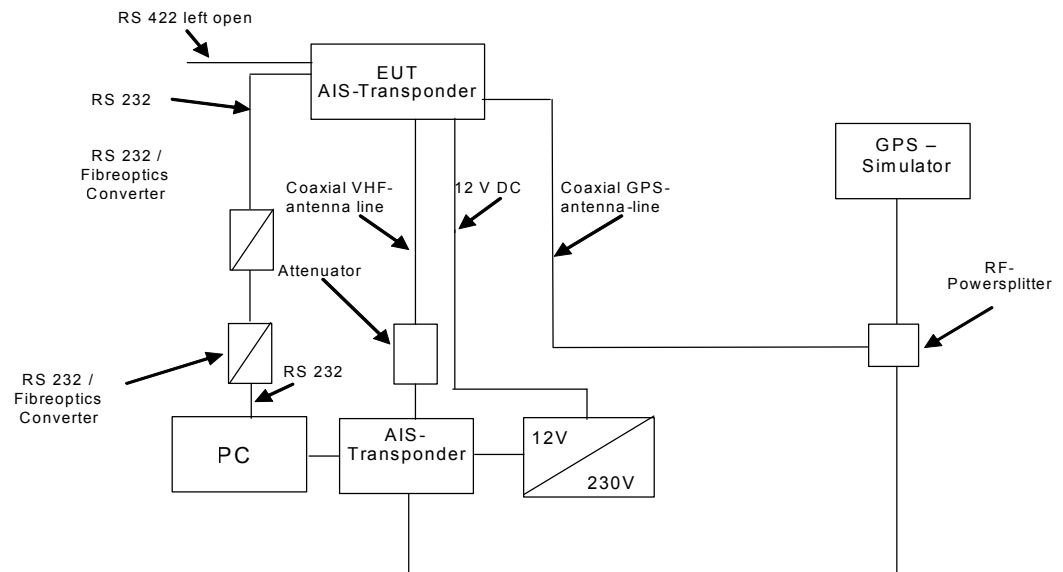 RS 422 left open
EUT
AIS-Transponder
RS 232
RS 232 /
Fibreoptics
Converter
Coaxial VHF-
antenna line
12 V DC
Coaxial GPS-
antenna-line
GPS –
Simulator
Attenuator
RF-
Powersplitter
RS 232 /
Fibreoptics
Converter
RS 232
PC
AIS-
Transponder
12V
230V